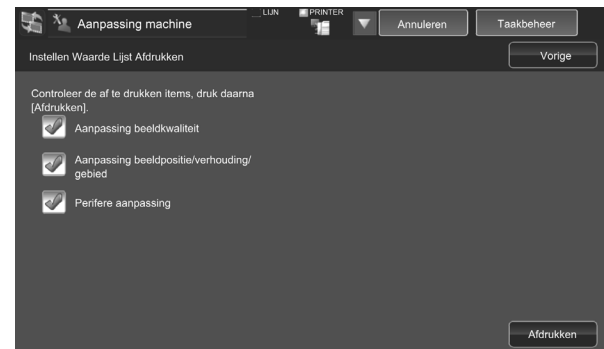 LIJN PRINTER
Aanpassing machine Annuleren Taakbeheer
Instellen Waarde Lijst Afdrukken Vorige
Controleer de af te drukken items, druk daarna
[Afdrukken].
Aanpassing beeldkwaliteit
Aanpassing beeldpositie/verhouding/
gebied
Perifere aanpassing
Afdrukken